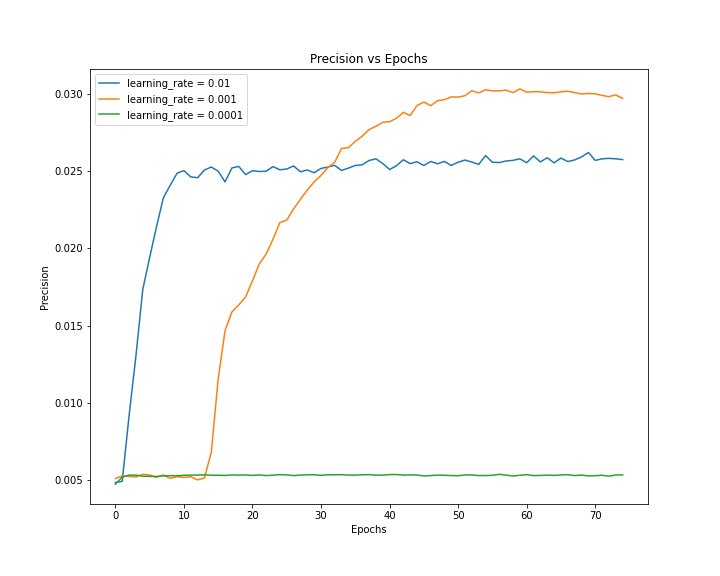 Precision vs Epochs
learning_rate = 0.01
learning_rate = 0.001
learning_rate = 0.0001
0.030
0.025
0.020
0.015
0.010
0.005
Precision
0 10 20 30 40 50 60 70
Epochs